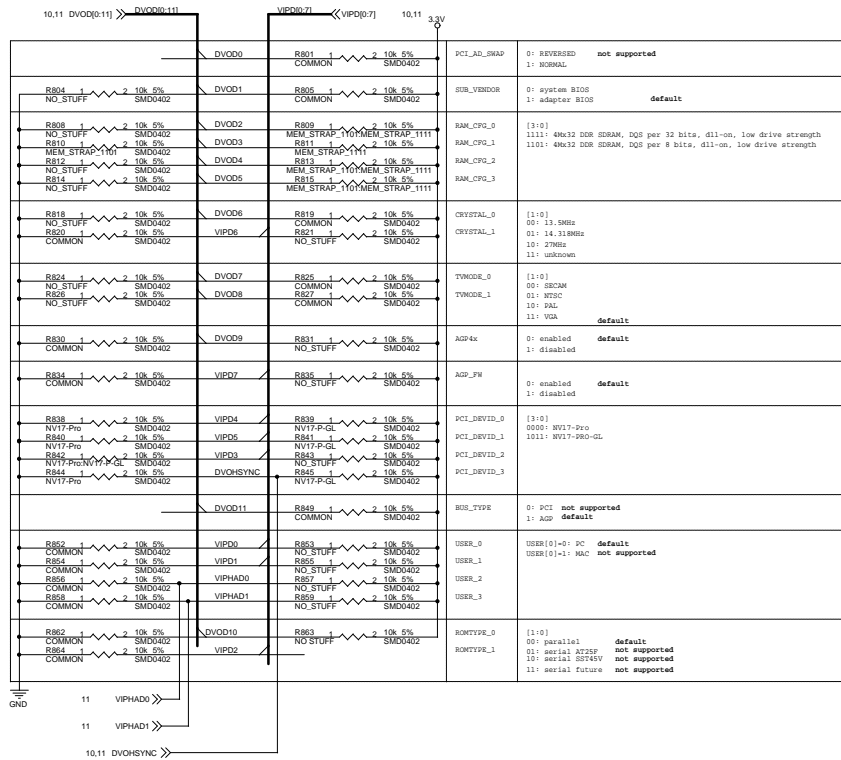 10,11 DVOD[0:11] DVOD[0:11] VIPD[0:7] VIPD[0:7] 10,11 3.3V
DVOD0 R801 1 2 10k 5% PCI_AD_SWAP 0: REVERSED not supported
COMMON SMD0402 1: NORMAL
R804 1 2 10k 5% DVOD1 R805 1 2 10k 5% SUB_VENDOR 0: system BIOS
NO_STUFF SMD0402 COMMON SMD0402 1: adapter BIOS default
R808 1 2 10k 5% DVOD2 R809 1 2 10k 5% RAM_CFG_0 [3:0]
NO_STUFF SMD0402 MEM_STRAP_1101:MEM_STRAP_1111 1111: 4Mx32 DDR SDRAM, DQS per 32 bits, dll-on, low drive strength
R810 1 2 10k 5% DVOD3 R811 1 2 10k 5% RAM_CFG_1 1101: 4Mx32 DDR SDRAM, DQS per 8 bits, dll-on, low drive strength
MEM_STRAP_1101 SMD0402 MEM_STRAP_1111 SMD0402
R812 1 2 10k 5% DVOD4 R813 1 2 10k 5% RAM_CFG_2
NO_STUFF SMD0402 MEM_STRAP_1101:MEM_STRAP_1111
R814 1 2 10k 5% DVOD5 R815 1 2 10k 5% RAM_CFG_3
NO_STUFF SMD0402 MEM_STRAP_1101:MEM_STRAP_1111
R818 1 2 10k 5% DVOD6 R819 1 2 10k 5% CRYSTAL_0 [1:0]
NO_STUFF SMD0402 COMMON SMD0402 00: 13.5MHz
R820 1 2 10k 5% VIPD6 R821 1 2 10k 5% CRYSTAL_1 01: 14.318MHz
COMMON SMD0402 NO_STUFF SMD0402 10: 27MHz
11: unknown
R824 1 2 10k 5% DVOD7 R825 1 2 10k 5% TVMODE_0 [1:0]
NO_STUFF SMD0402 COMMON SMD0402 00: SECAM
R826 1 2 10k 5% DVOD8 R827 1 2 10k 5% TVMODE_1 01: NTSC
NO_STUFF SMD0402 COMMON SMD0402 10: PAL
11: VGA default
R830 1 2 10k 5% DVOD9 R831 1 2 10k 5% AGP4x 0: enabled default
COMMON SMD0402 NO_STUFF SMD0402 1: disabled
R834 1 2 10k 5% VIPD7 R835 1 2 10k 5% AGP_FW 0: enabled default
COMMON SMD0402 NO_STUFF SMD0402 1: disabled
R838 1 2 10k 5% VIPD4 R839 1 2 10k 5% PCI_DEVID_0 [3:0]
NV17-Pro SMD0402 NV17-P-GL SMD0402 0000: NV17-Pro
R840 1 2 10k 5% VIPD5 R841 1 2 10k 5% PCI_DEVID_1 1011: NV17-PRO-GL
NV17-Pro SMD0402 NV17-P-GL SMD0402
R842 1 2 10k 5% VIPD3 R843 1 2 10k 5% PCI_DEVID_2
NV17-Pro:NV17-P-GL SMD0402 NO_STUFF SMD0402
R844 1 2 10k 5% DVOHSYNC R845 1 2 10k 5% PCI_DEVID_3
NV17-Pro SMD0402 NV17-P-GL SMD0402
DVOD11 R849 1 2 10k 5% BUS_TYPE 0: PCI not supported
COMMON SMD0402 1: AGP default
R852 1 2 10k 5% VIPD0 R853 1 2 10k 5% USER_0 USER[0]=0: PC default
COMMON SMD0402 NO_STUFF SMD0402 USER[0]=1: MAC not supported
R854 1 2 10k 5% VIPD1 R855 1 2 10k 5% USER_1
COMMON SMD0402 NO_STUFF SMD0402
R856 1 2 10k 5% VIPHAD0 R857 1 2 10k 5% USER_2
COMMON SMD0402 NO_STUFF SMD0402
R858 1 2 10k 5% VIPHAD1 R859 1 2 10k 5% USER_3
COMMON SMD0402 NO_STUFF SMD0402
R862 1 2 10k 5% DVOD10 R863 1 2 10k 5% ROMTYPE_0 [1:0]
COMMON SMD0402 NO STUFF SMD0402 00: parallel default
R864 1 2 10k 5% VIPD2 ROMTYPE_1 01: serial AT25F not supported
COMMON SMD0402 10: serial SST45V not supported
11: serial future not supported
GND
11 VIPHAD0
11 VIPHAD1
10,11 DVOHSYNC